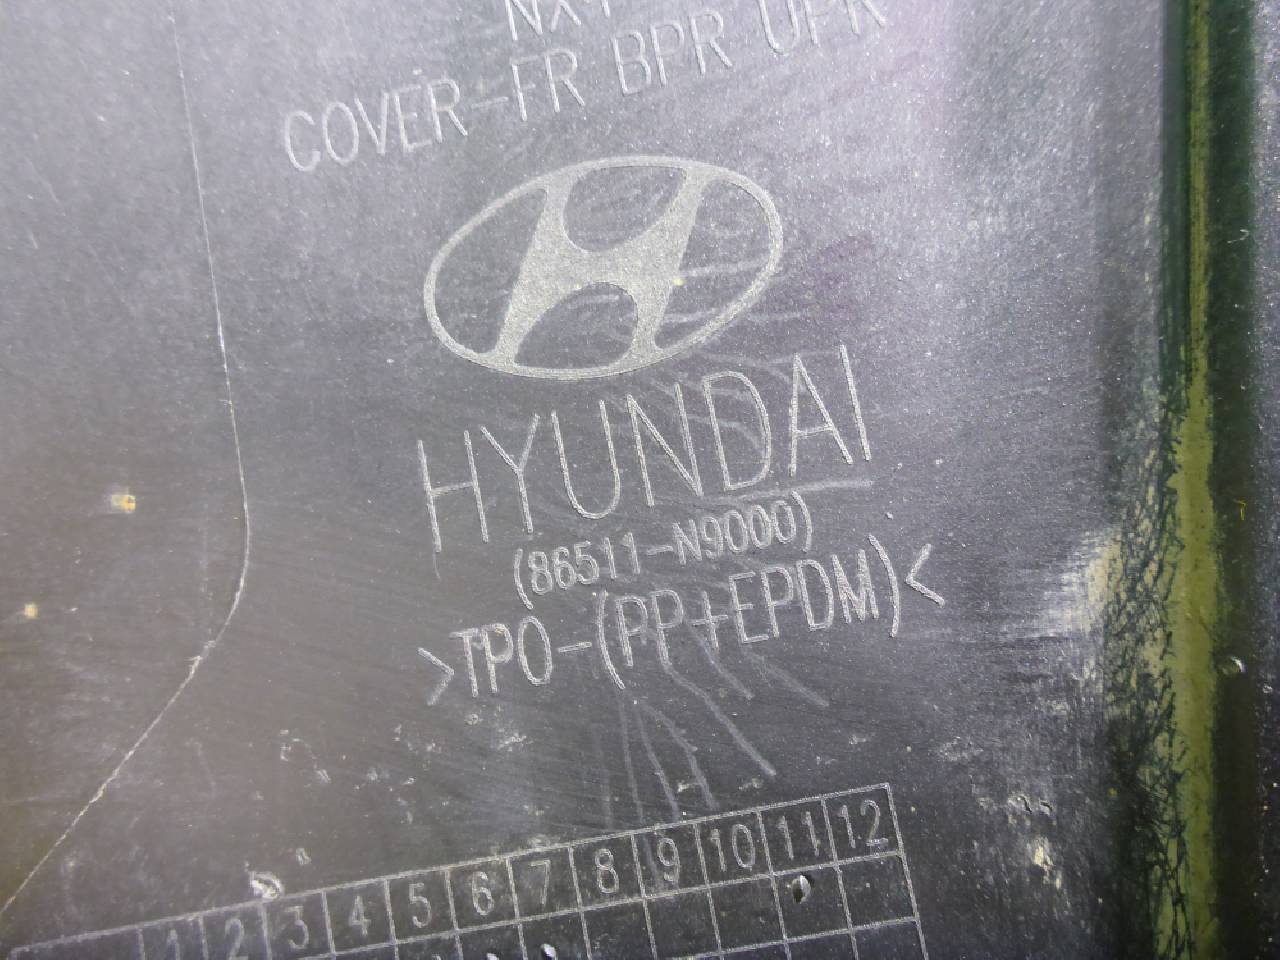 NX4
COVER-FR BPR UPR
HYUNDAI
(86511-N9000)
>TPO-(PP+EPDM)<
1 2 3 4 5 6 7 8 9 10 11 12